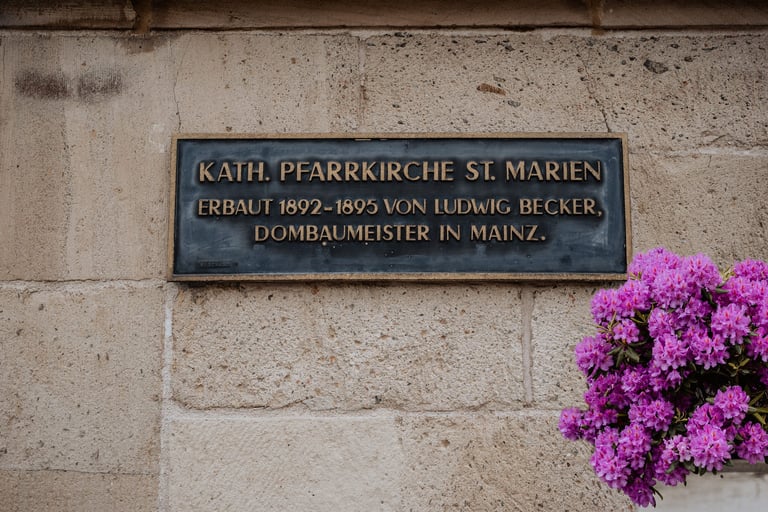 KATH. PFARRKIRCHE ST. MARIEN
ERBAUT 1892-1895 VON LUDWIG BECKER,
DOMBAUMEISTER IN MAINZ.